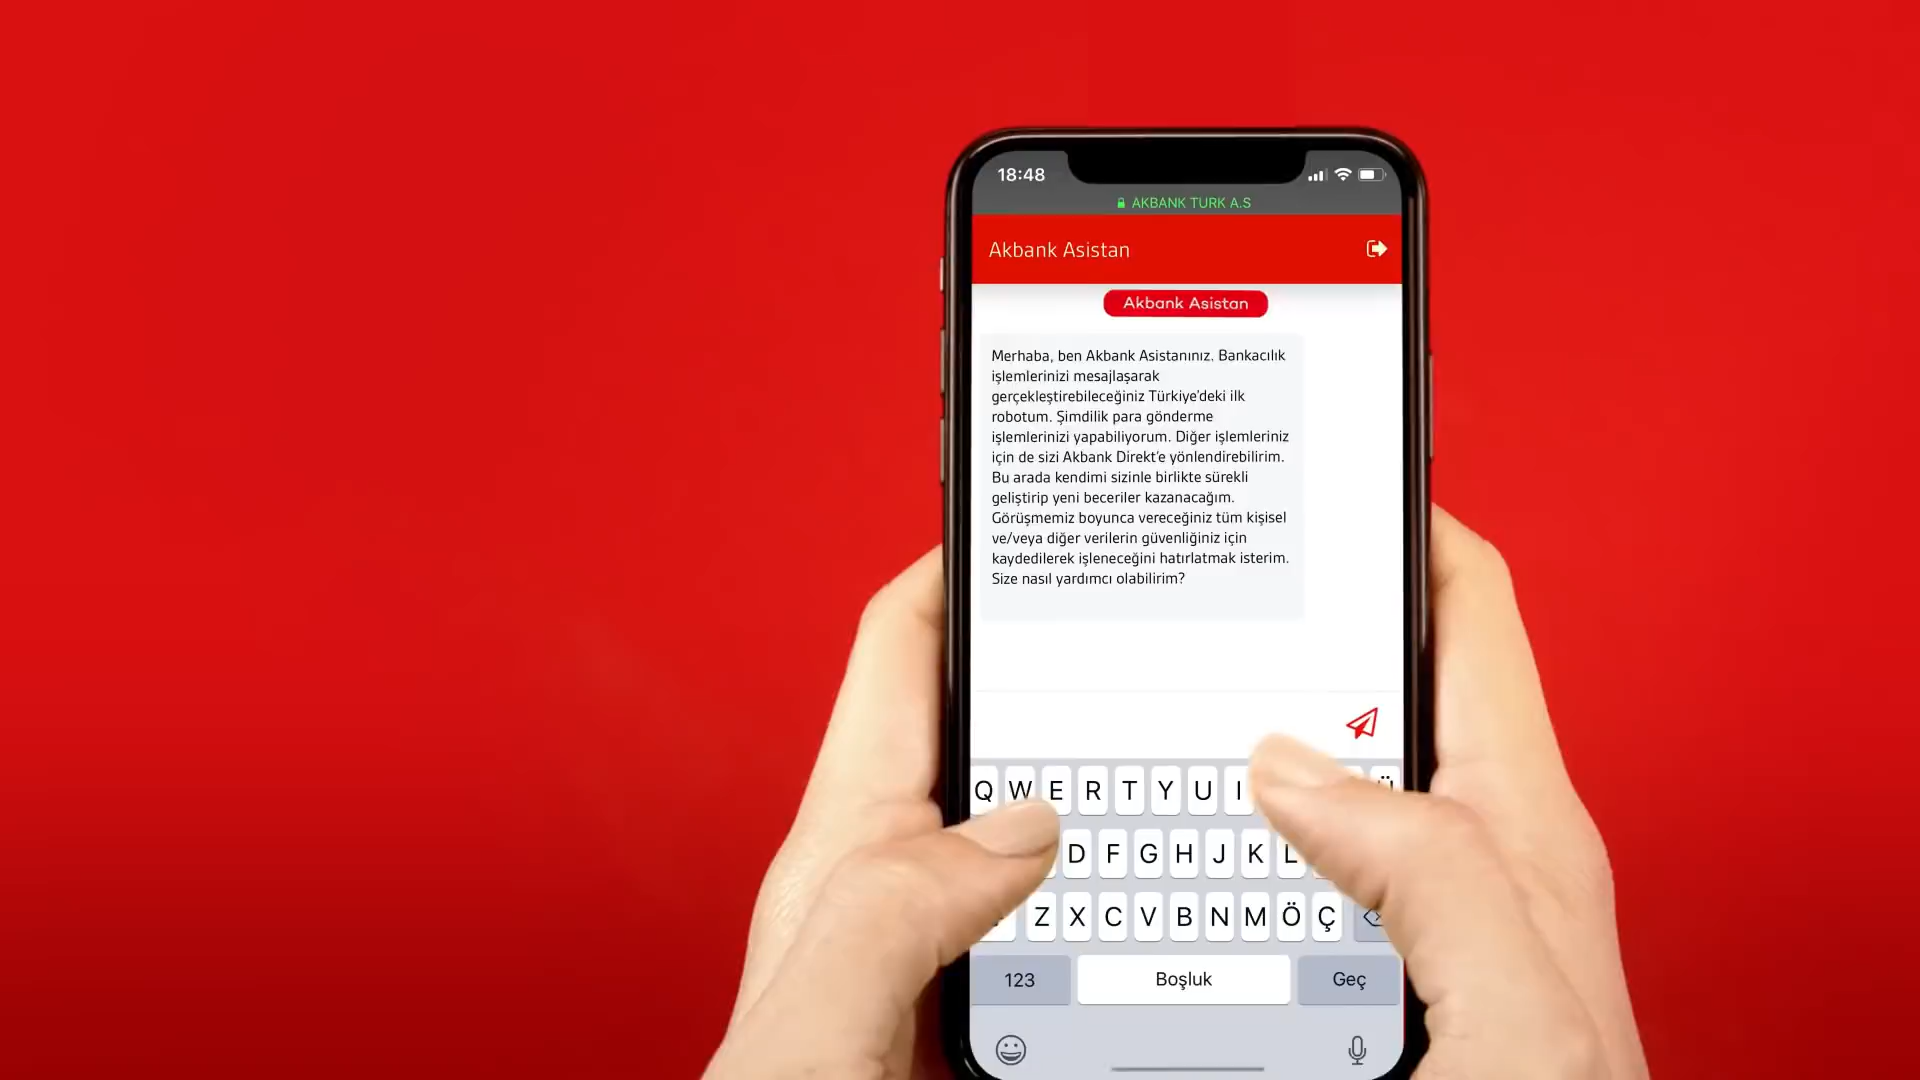 18:48
AKBANK TURK A.S
Akbank Asistan
Akbank Asistan
Merhaba, ben Akbank Asistanınız. Bankacılık
işlemlerinizi mesajlaşarak
gerçekleştirebileceğiniz Türkiye'deki ilk
robotum. Şimdilik para gönderme
işlemlerinizi yapabiliyorum. Diğer işlemleriniz
için de sizi Akbank Direkt'e yönlendirebilirim.
Bu arada kendimi sizinle birlikte sürekli
geliştirip yeni beceriler kazanacağım.
Görüşmemiz boyunca vereceğiniz tüm kişisel
ve/veya diğer verilerin güvenliğiniz için
kaydedilerek işleneceğini hatırlatmak isterim.
Size nasıl yardımcı olabilirim?
Q W E R T Y U I Ü
D F G H J K L
Z X C V B N M Ö Ç
123 Boşluk Geç